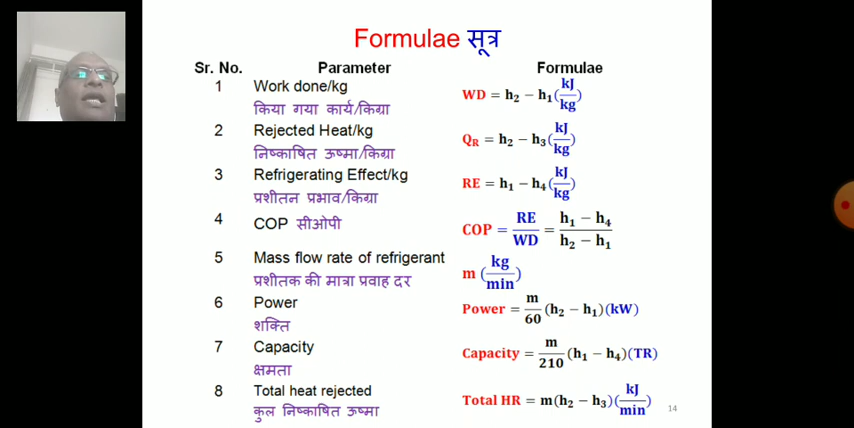 Formulae सूत्र
Sr. No. Parameter Formulae
1 Work done/kg WD = h₂ − h₁(kJ/kg)
किया गया कार्य/किग्रा
2 Rejected Heat/kg Q_R = h₂ − h₃(kJ/kg)
निष्काषित ऊष्मा/किग्रा
3 Refrigerating Effect/kg RE = h₁ − h₄(kJ/kg)
प्रशीतन प्रभाव/किग्रा
4 COP सीओपी COP = RE/WD = (h₁ − h₄)/(h₂ − h₁)
5 Mass flow rate of refrigerant m (kg/min)
प्रशीतक की मात्रा प्रवाह दर
6 Power Power = m/60 (h₂ − h₁)(kW)
शक्ति
7 Capacity Capacity = m/210 (h₁ − h₄)(TR)
क्षमता
8 Total heat rejected Total HR = m(h₂ − h₃)(kJ/min)
कुल निष्काषित ऊष्मा
14